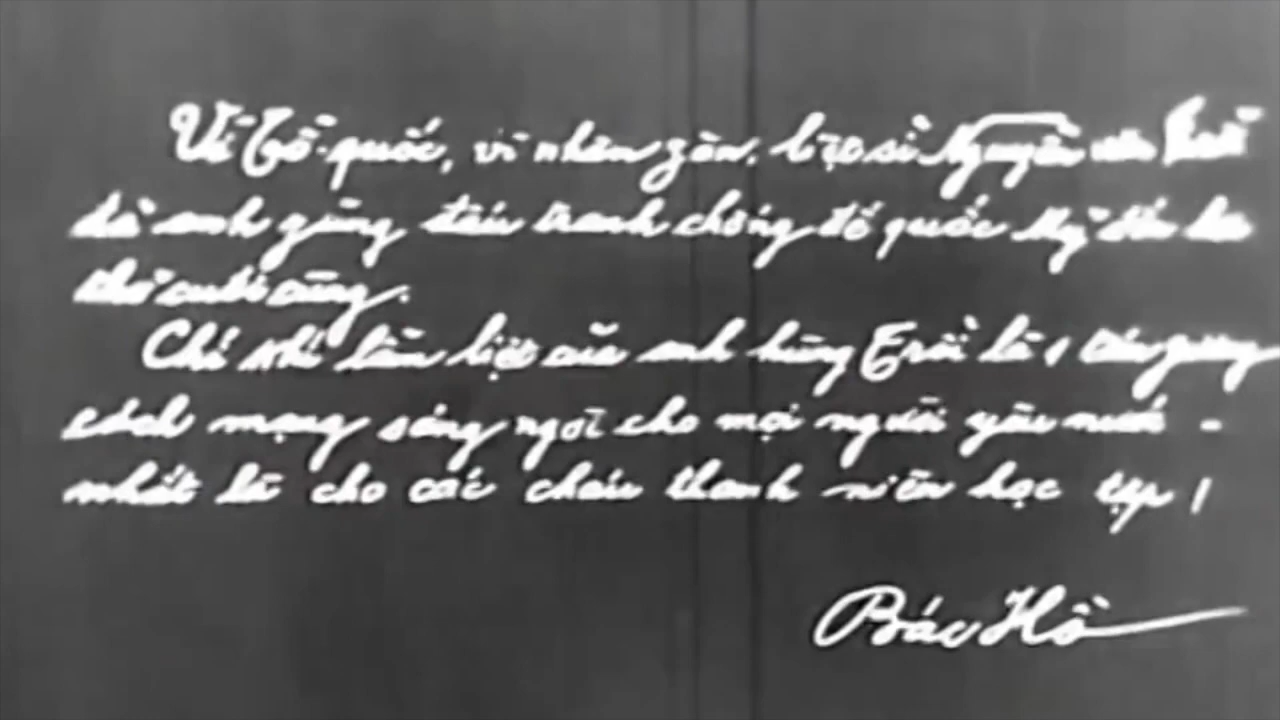 Vì Tổ-quốc, vì nhân zân, liệt sĩ Nguyễn văn Trỗi
đã anh zũng đấu tranh chống đế quốc Mỹ đến hơi
thở cuối cùng.
Chí khí lẫm liệt của anh hùng Trỗi là 1 tấm gương
cách mạng sáng ngời cho mọi người yêu nước -
nhất là cho các cháu thanh niên học tập !
Bác Hồ